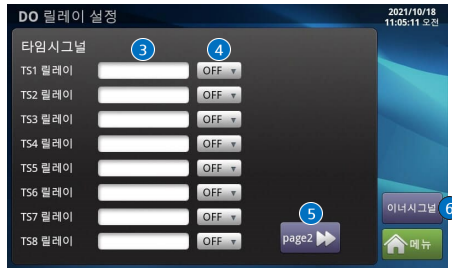 DO 릴레이 설정
2021/10/18
11:05:11 오전
타임시그널
3
4
TS1 릴레이 OFF
TS2 릴레이 OFF
TS3 릴레이 OFF
TS4 릴레이 OFF
TS5 릴레이 OFF
TS6 릴레이 OFF
TS7 릴레이 OFF
TS8 릴레이 OFF
5
page2
이너시그널
6
메뉴